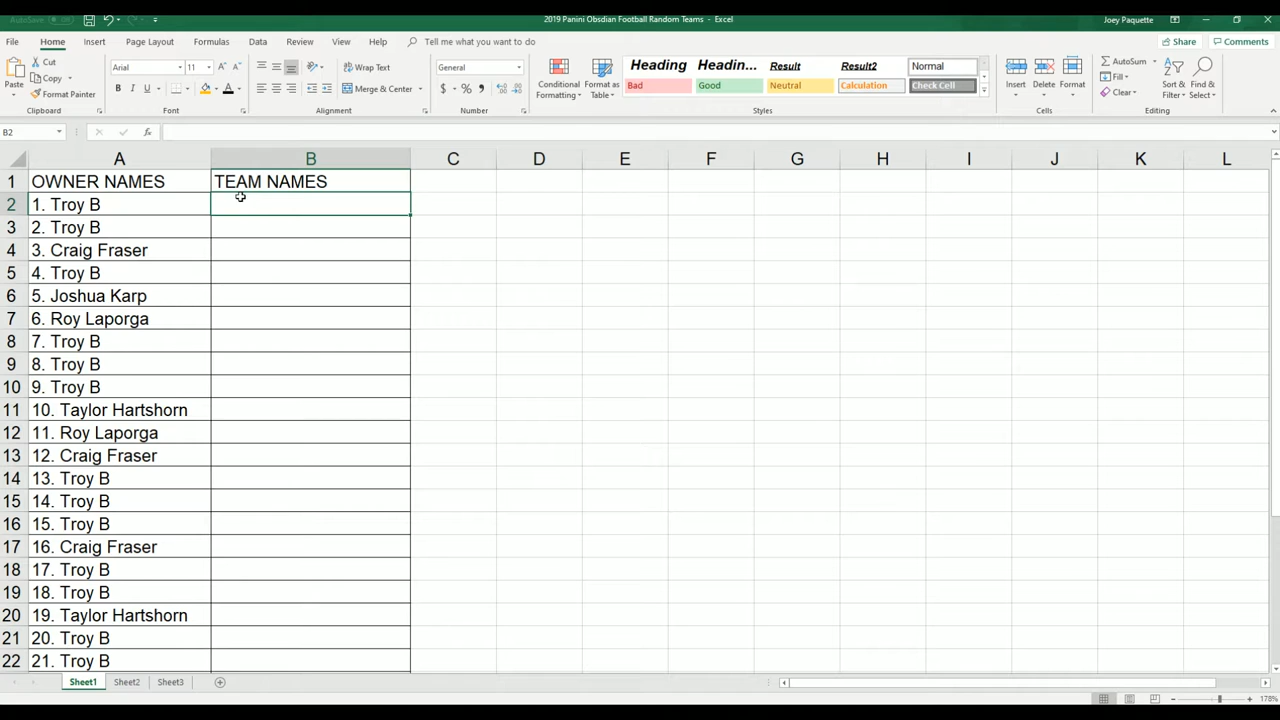 AutoSave Off 2019 Panini Obsdian Football Random Teams - Excel Joey Paquette
File Home Insert Page Layout Formulas Data Review View Help Tell me what you want to do Share Comments
Paste Cut Copy Format Painter Clipboard
Arial 11 B I U Font
Wrap Text Merge & Center Alignment
General $ % Number
Conditional Formatting Format as Table
Heading Headin... Result Result2 Normal
Bad Good Neutral Calculation Check Cell Styles
Insert Delete Format Cells
AutoSum Fill Clear Sort & Filter Find & Select Editing
B2 fx
A B C D E F G H I J K L
1 OWNER NAMES TEAM NAMES
2 1. Troy B
3 2. Troy B
4 3. Craig Fraser
5 4. Troy B
6 5. Joshua Karp
7 6. Roy Laporga
8 7. Troy B
9 8. Troy B
10 9. Troy B
11 10. Taylor Hartshorn
12 11. Roy Laporga
13 12. Craig Fraser
14 13. Troy B
15 14. Troy B
16 15. Troy B
17 16. Craig Fraser
18 17. Troy B
19 18. Troy B
20 19. Taylor Hartshorn
21 20. Troy B
22 21. Troy B
Sheet1 Sheet2 Sheet3
178%